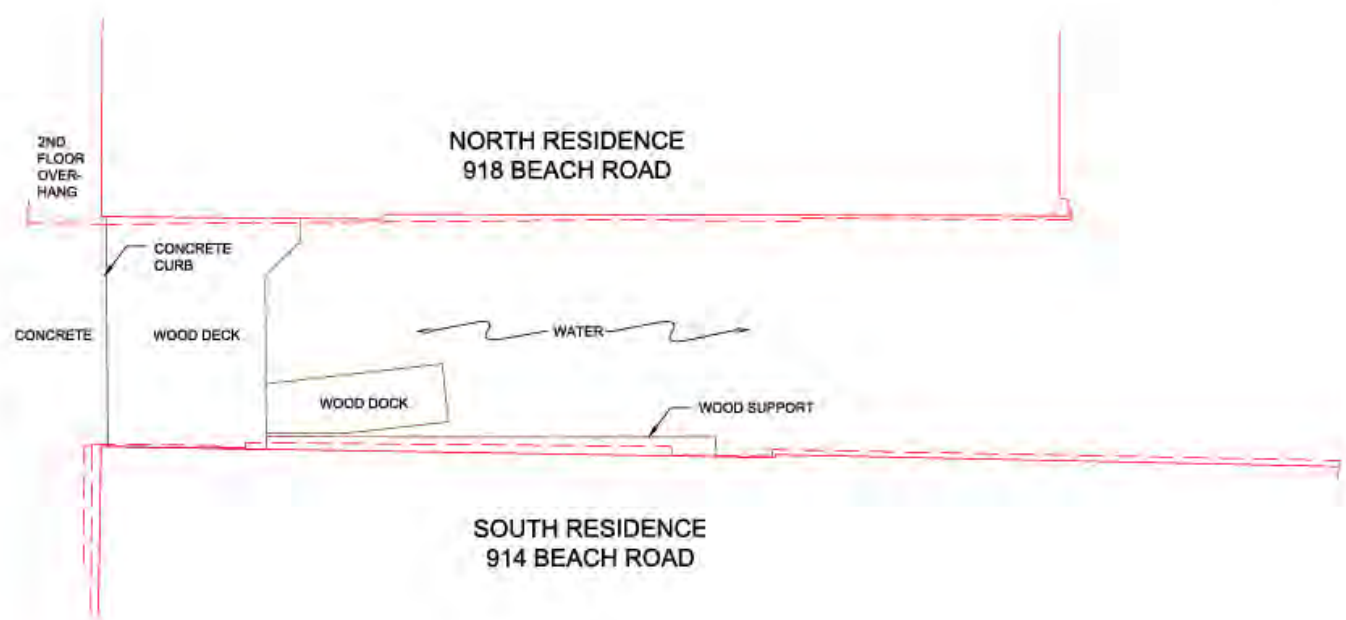 NORTH RESIDENCE
918 BEACH ROAD
2ND
FLOOR
OVER-
HANG
CONCRETE
CURB
CONCRETE
WOOD DECK
WATER
WOOD DOCK
WOOD SUPPORT
SOUTH RESIDENCE
914 BEACH ROAD